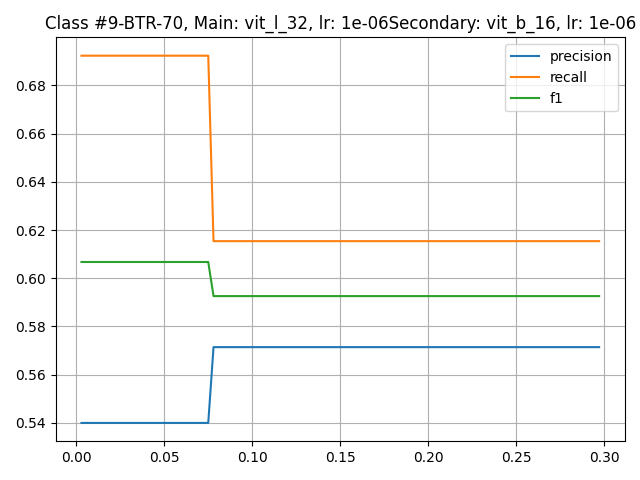 Class #9-BTR-70, Main: vit_l_32, lr: 1e-06Secondary: vit_b_16, lr: 1e-06
precision
recall
f1
0.68
0.66
0.64
0.62
0.60
0.58
0.56
0.54
0.00 0.05 0.10 0.15 0.20 0.25 0.30